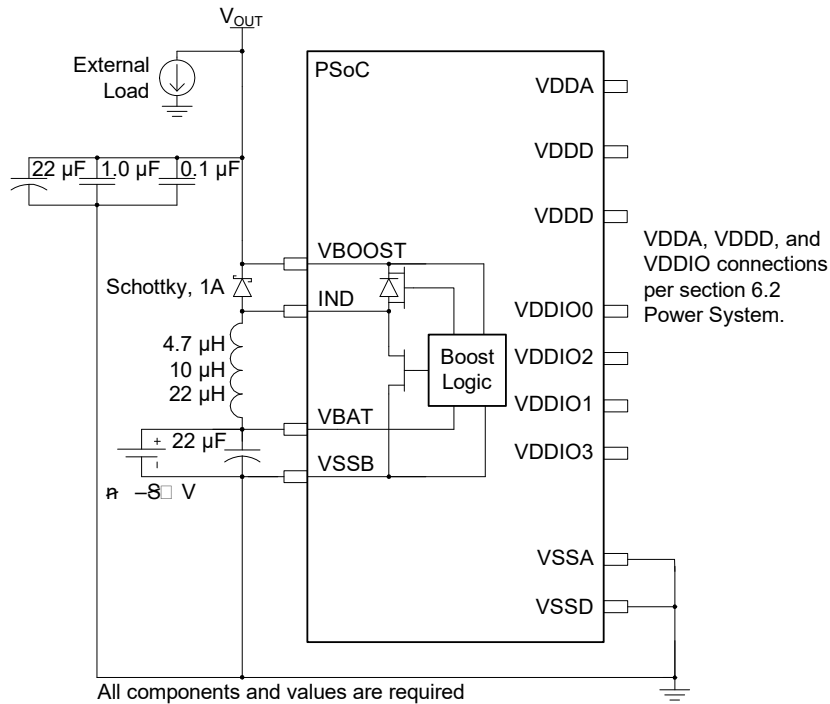 VOUT
External
Load
PSoC
VDDA
VDDD
VDDD
22 µF
1.0 µF
0.1 µF
VDDA, VDDD, and
VDDIO connections
per section 6.2
Power System.
VBOOST
Schottky, 1A
IND
VDDIO0
4.7 µH
10 µH
22 µH
Boost
Logic
VDDIO2
VBAT
VDDIO1
22 µF
VSSB
VDDIO3
V
VSSA
VSSD
All components and values are required